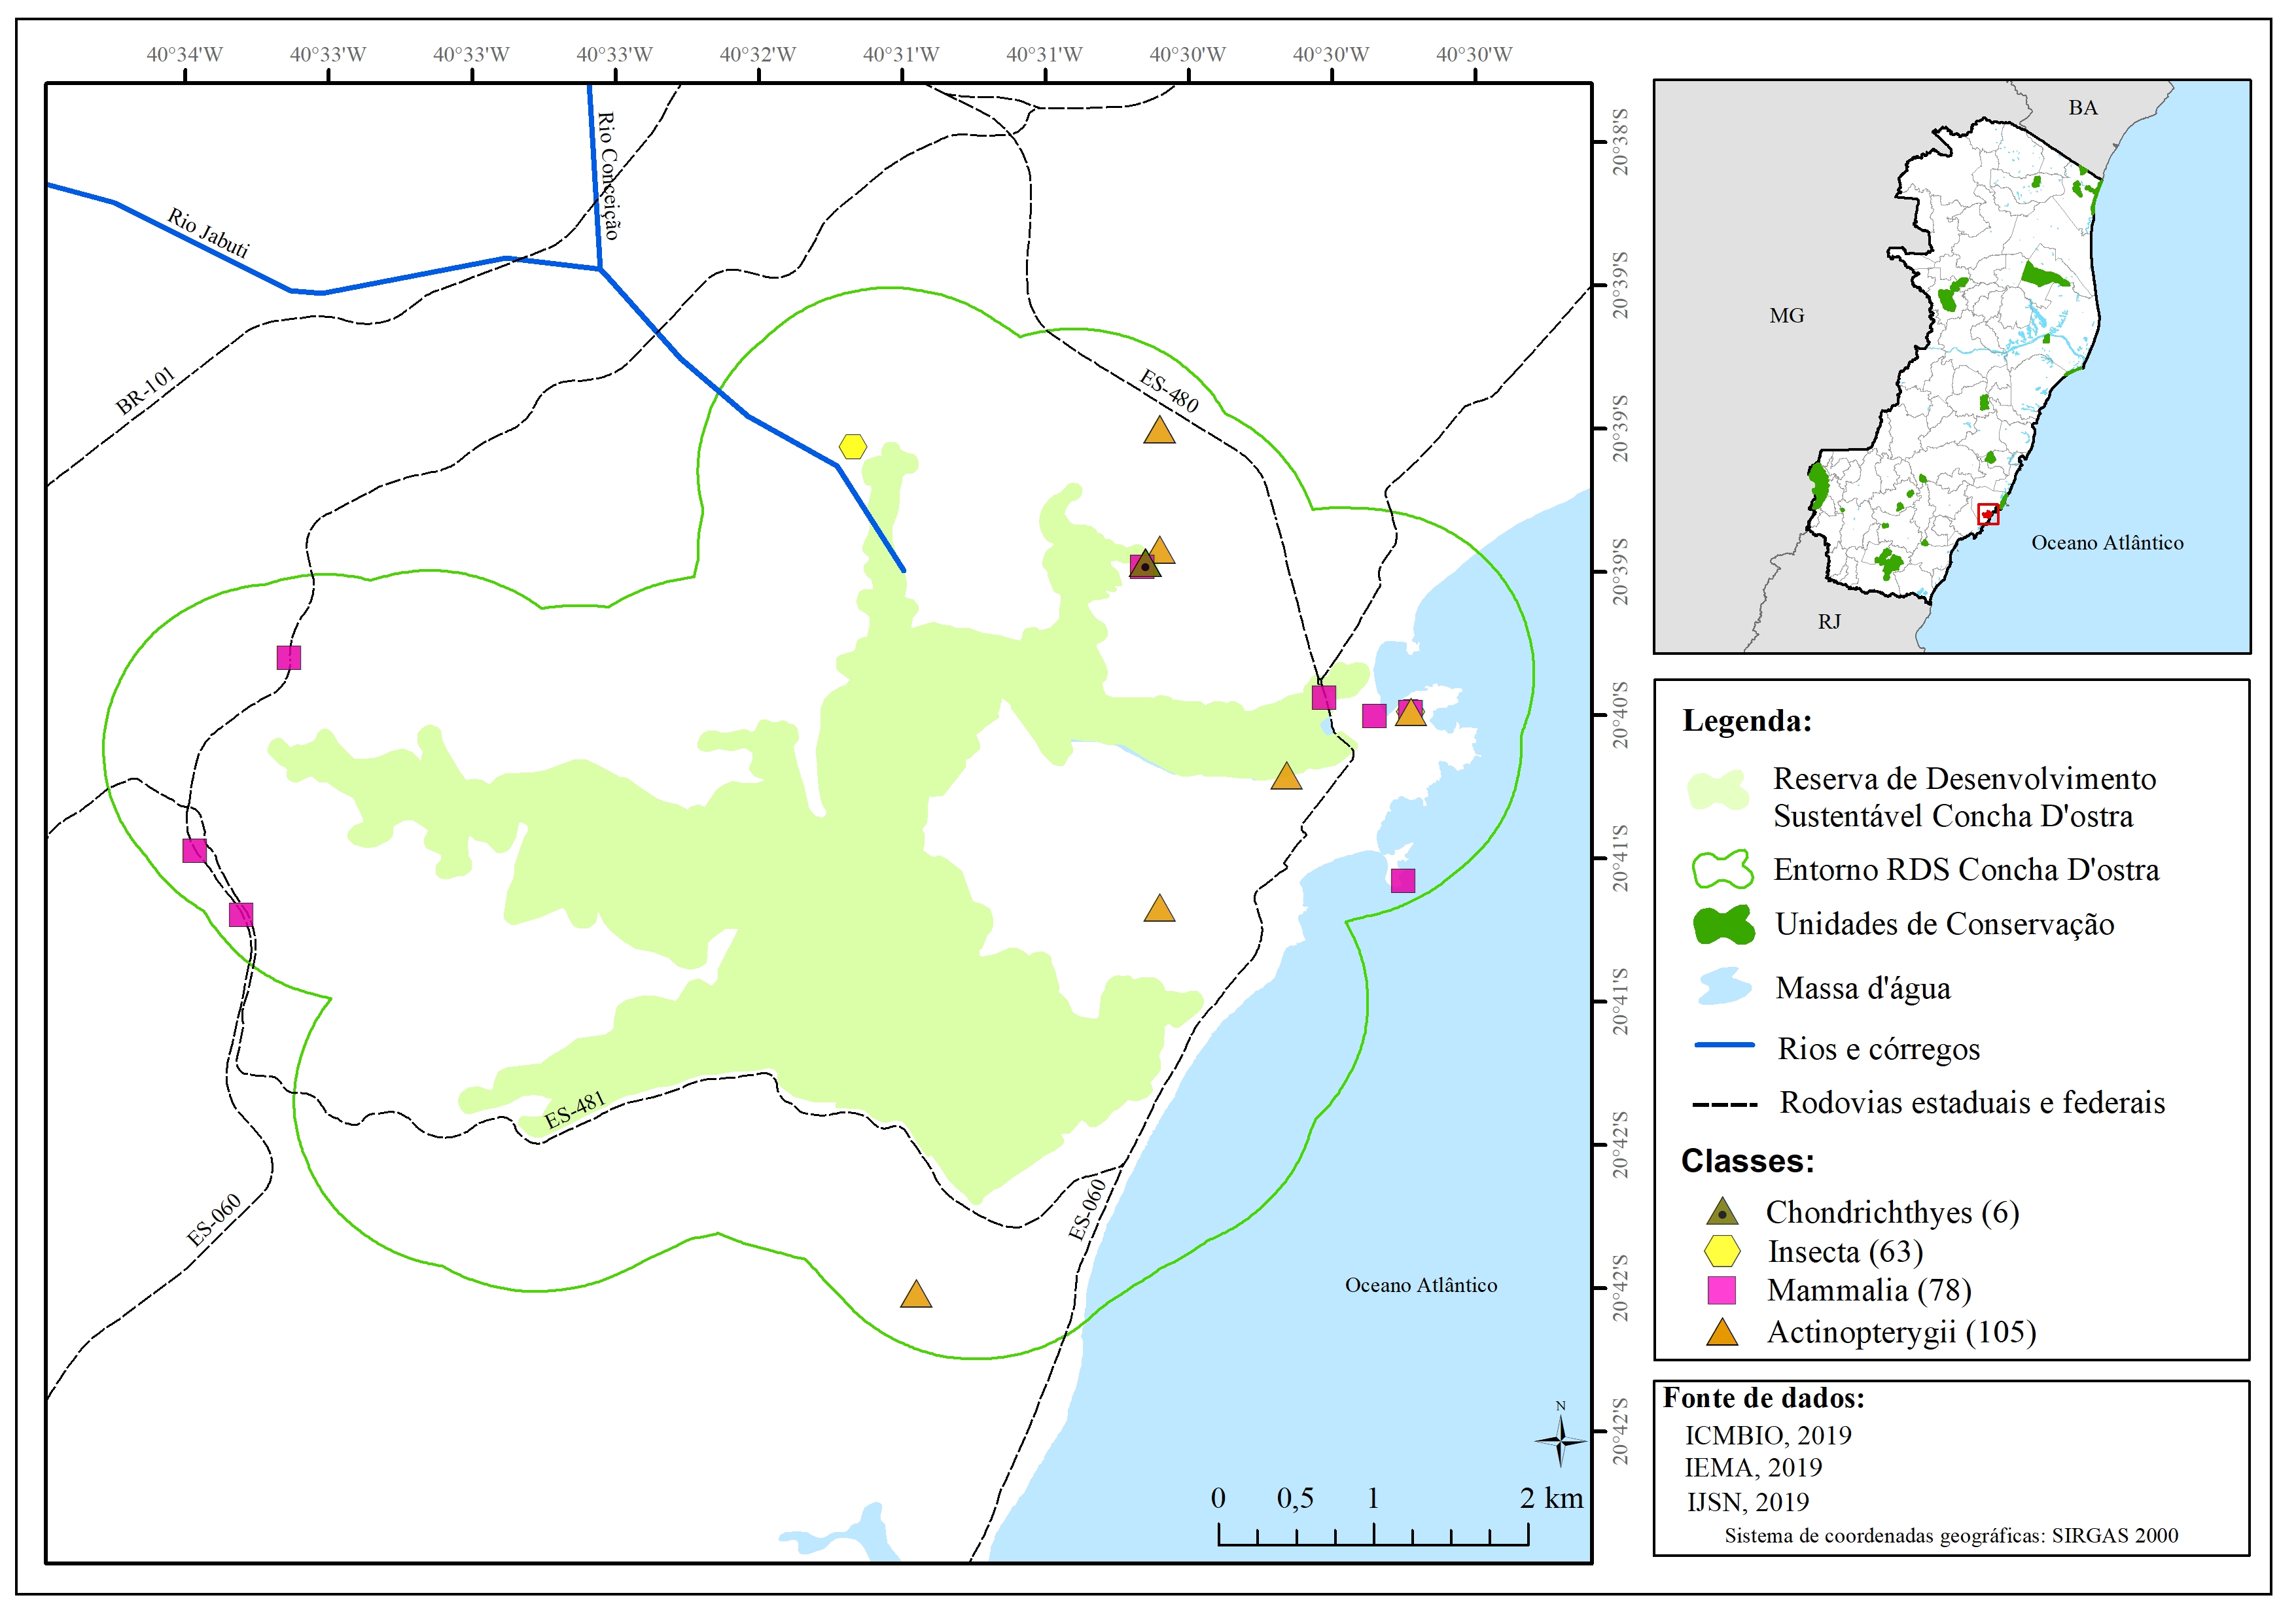 40°34'W 40°33'W 40°33'W 40°33'W 40°32'W 40°31'W 40°31'W 40°30'W 40°30'W 40°30'W
20°38'S
20°39'S
20°39'S
20°39'S
20°40'S
20°41'S
20°41'S
20°42'S
20°42'S
20°42'S
Rio Conceição
Rio Jabuti
BR-101
ES-480
ES-481
ES-060
ES-060
Oceano Atlântico
N
0 0,5 1 2 km
BA
MG
Oceano Atlântico
RJ
Legenda:
Reserva de Desenvolvimento
Sustentável Concha D'ostra
Entorno RDS Concha D'ostra
Unidades de Conservação
Massa d'água
Rios e córregos
Rodovias estaduais e federais
Classes:
Chondrichthyes (6)
Insecta (63)
Mammalia (78)
Actinopterygii (105)
Fonte de dados:
ICMBIO, 2019
IEMA, 2019
IJSN, 2019
Sistema de coordenadas geográficas: SIRGAS 2000